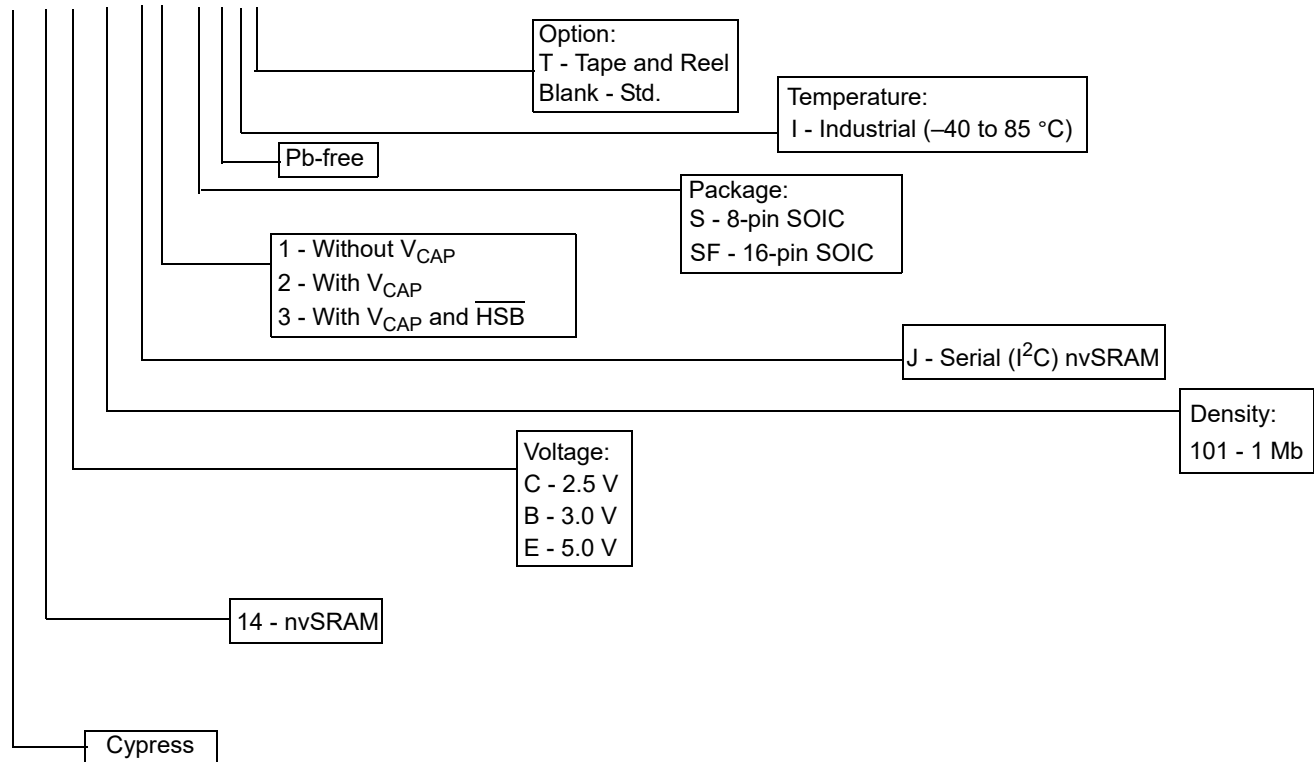 Option:
T - Tape and Reel
Blank - Std.
Temperature:
I - Industrial (–40 to 85 °C)
Pb-free
Package:
S - 8-pin SOIC
SF - 16-pin SOIC
1 - Without VCAP
2 - With VCAP
3 - With VCAP and HSB
J - Serial (I2C) nvSRAM
Density:
101 - 1 Mb
Voltage:
C - 2.5 V
B - 3.0 V
E - 5.0 V
14 - nvSRAM
Cypress